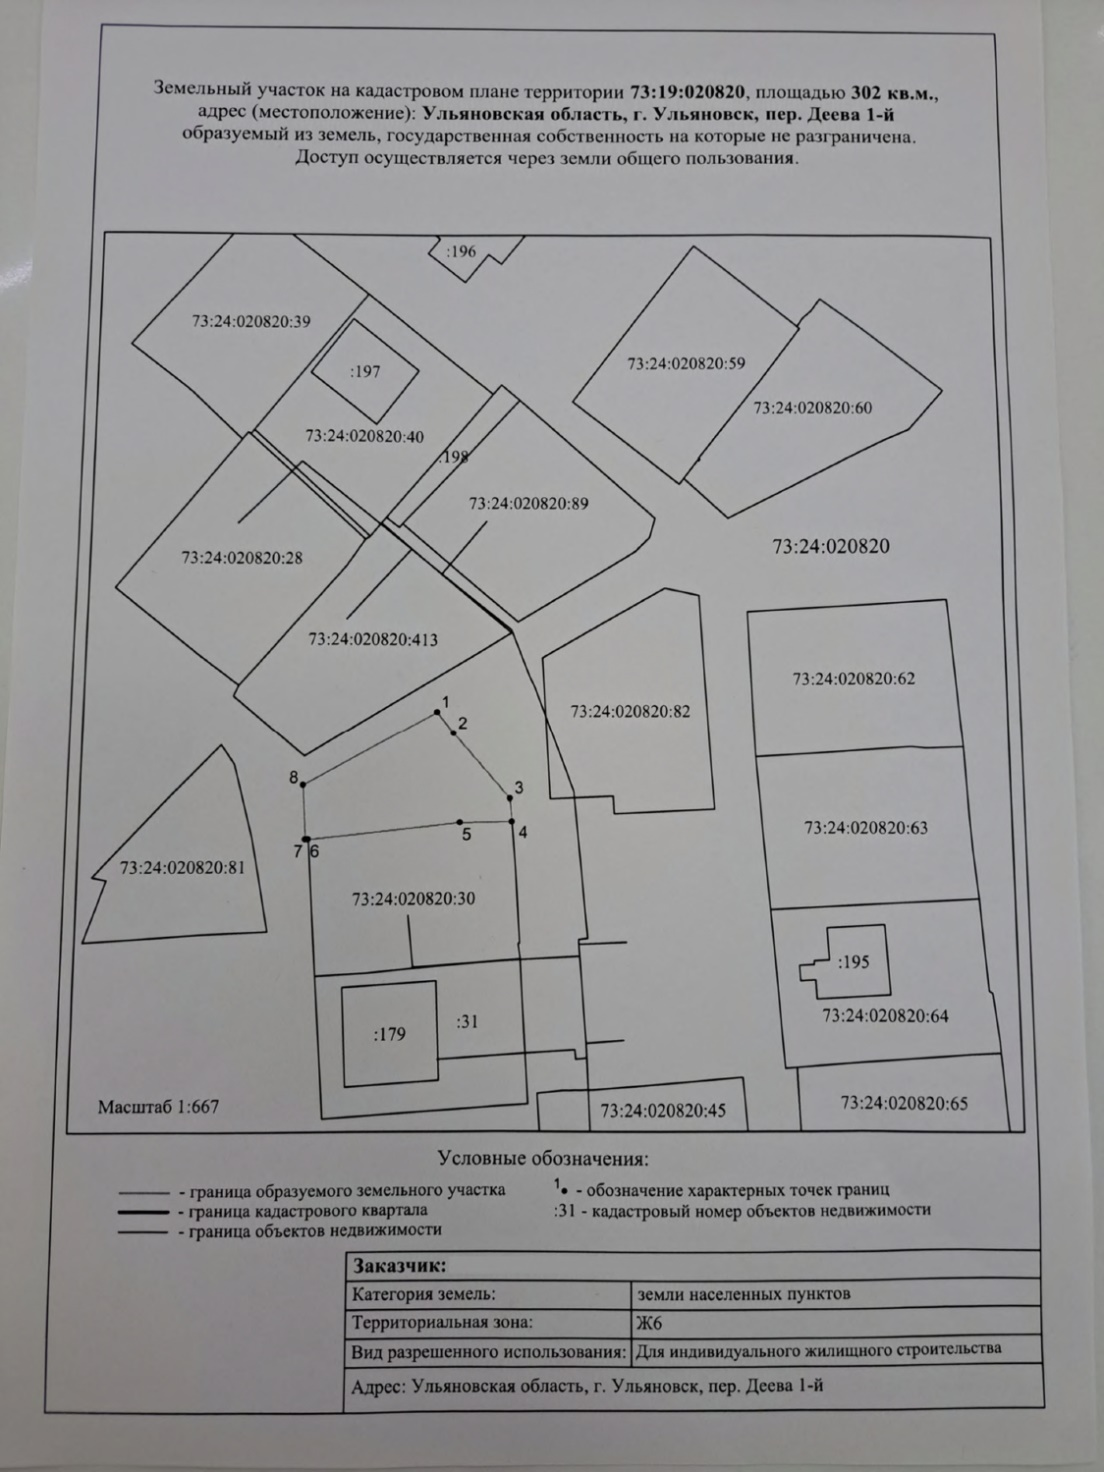 Земельный участок на кадастровом плане территории 73:19:020820, площадью 302 кв.м.,
адрес (местоположение): Ульяновская область, г. Ульяновск, пер. Деева 1-й
образуемый из земель, государственная собственность на которые не разграничена.
Доступ осуществляется через земли общего пользования.
:196
73:24:020820:39
:197
73:24:020820:59
73:24:020820:60
73:24:020820:40
:198
73:24:020820:89
73:24:020820
73:24:020820:28
73:24:020820:413
73:24:020820:62
1
2
73:24:020820:82
8
3
5
4
7 6
73:24:020820:63
73:24:020820:81
73:24:020820:30
:195
:179
:31
73:24:020820:64
Масштаб 1:667
73:24:020820:45
73:24:020820:65
Условные обозначения:
- граница образуемого земельного участка
1 - обозначение характерных точек границ
- граница кадастрового квартала
:31 - кадастровый номер объектов недвижимости
- граница объектов недвижимости
Заказчик:
Категория земель: земли населенных пунктов
Территориальная зона: Ж6
Вид разрешенного использования: Для индивидуального жилищного строительства
Адрес: Ульяновская область, г. Ульяновск, пер. Деева 1-й